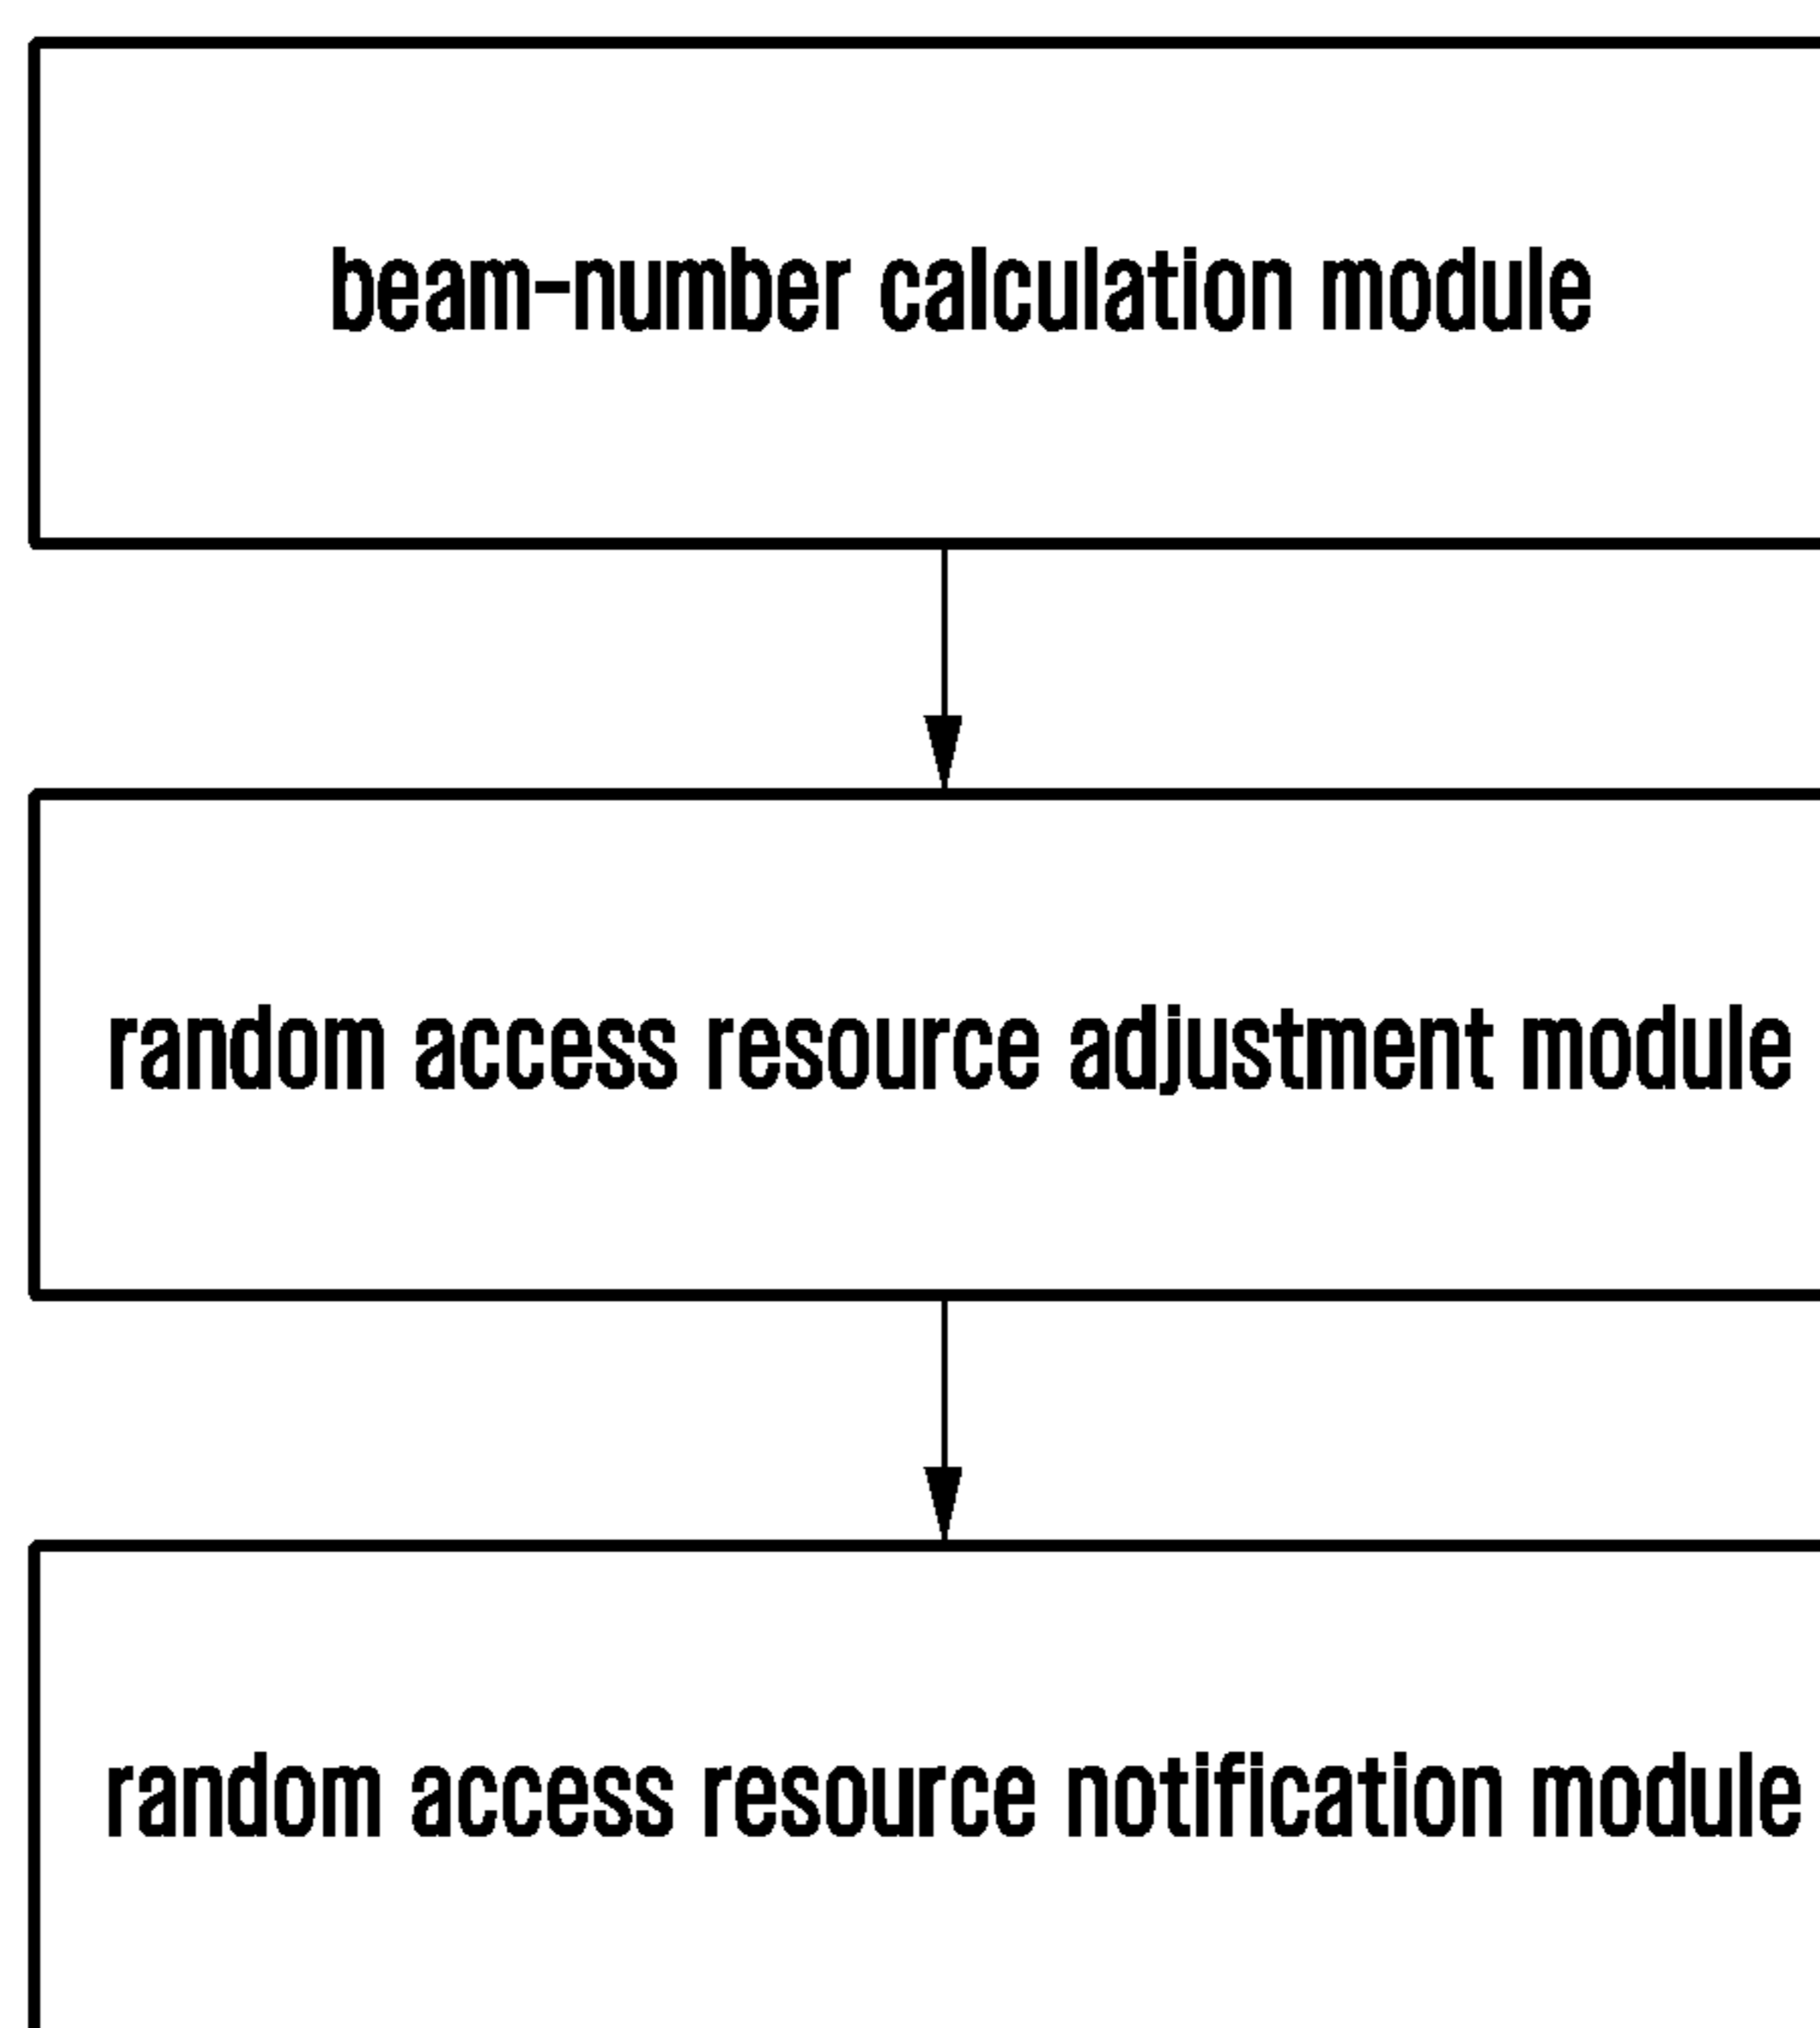 beam-number calculation module
random access resource adjustment module
random access resource notification module